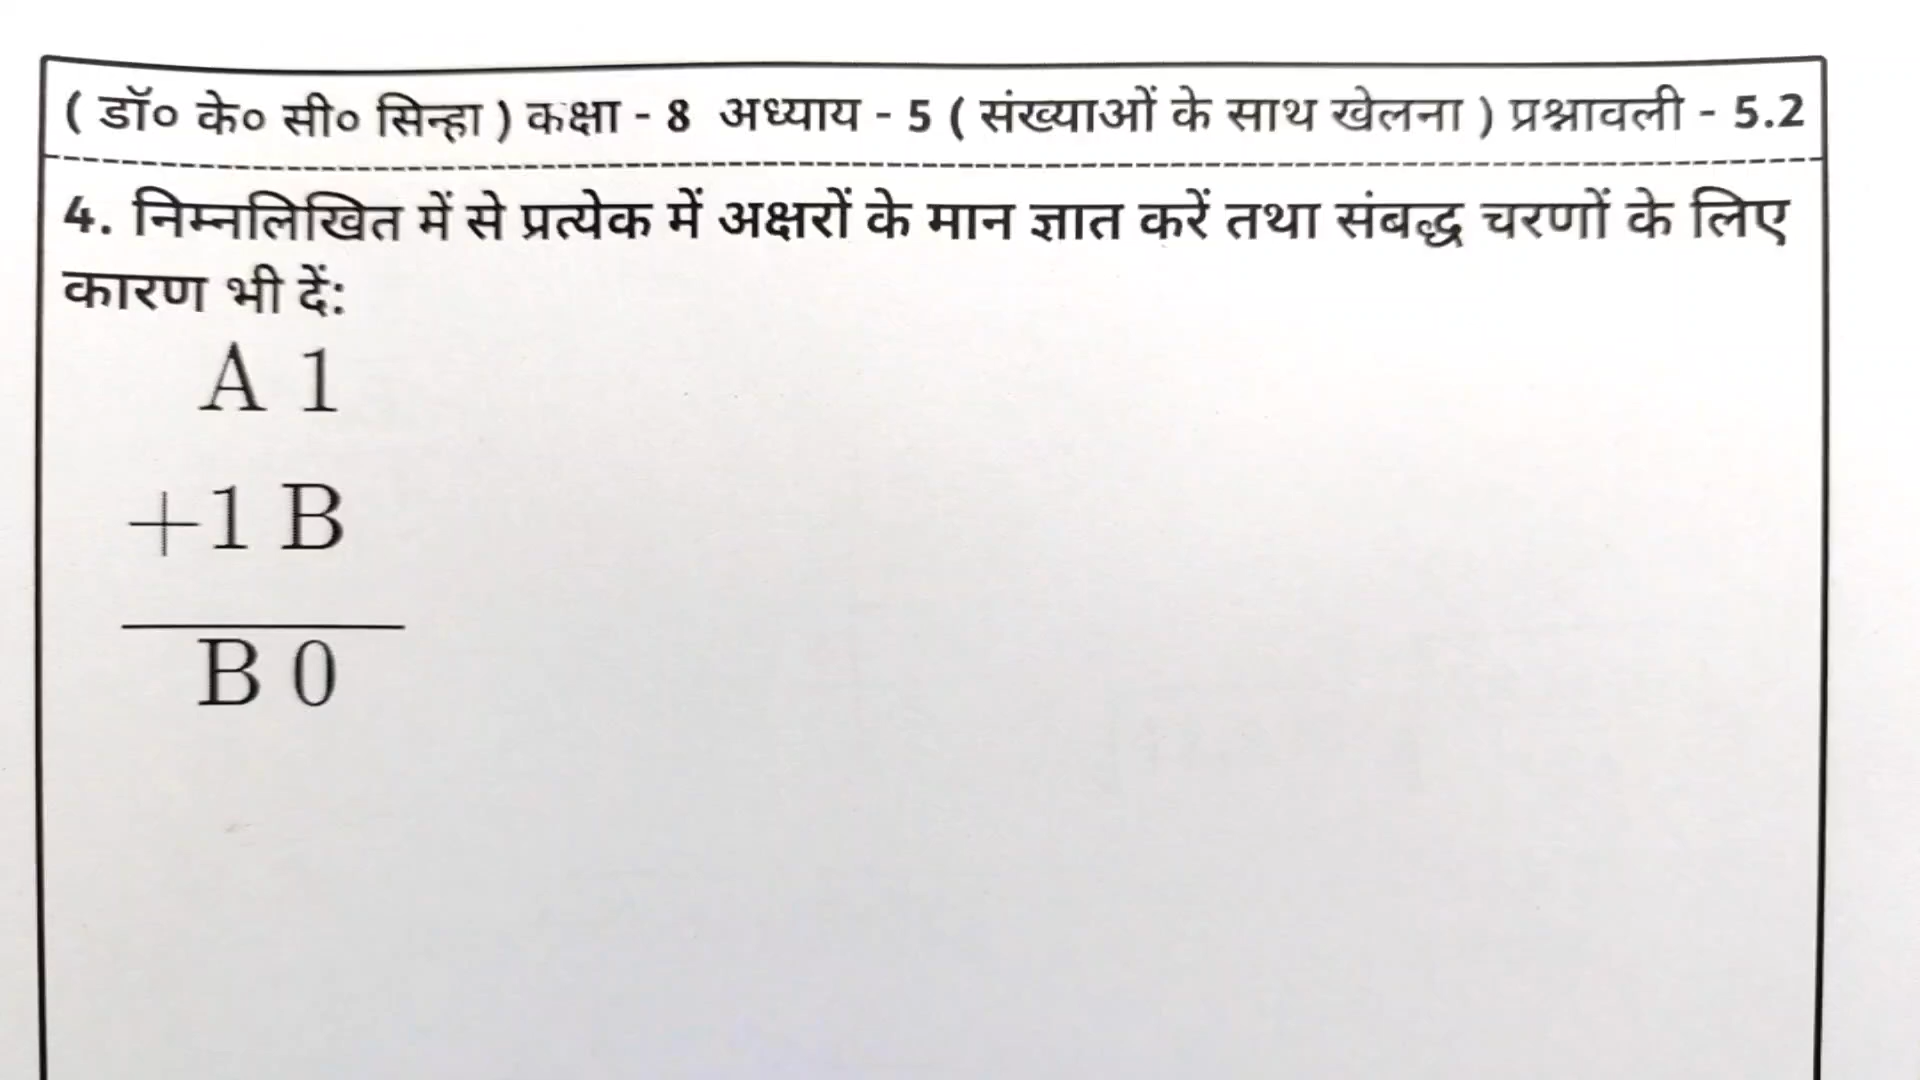 ( डॉ० के० सी० सिन्हा ) कक्षा - 8 अध्याय - 5 ( संख्याओं के साथ खेलना ) प्रश्नावली - 5.2
4. निम्नलिखित में से प्रत्येक में अक्षरों के मान ज्ञात करें तथा संबद्ध चरणों के लिए
कारण भी दें:
A 1
+1 B
B 0